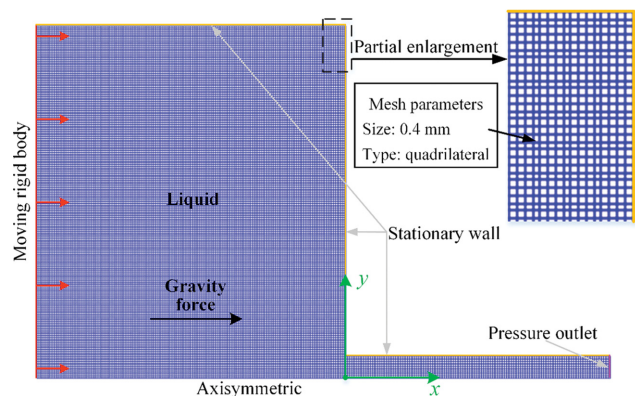 Partial enlargement
Mesh parameters
Size: 0.4 mm
Type: quadrilateral
Moving rigid body
Liquid
Stationary wall
Gravity
force
y
Pressure outlet
Axisymmetric
x